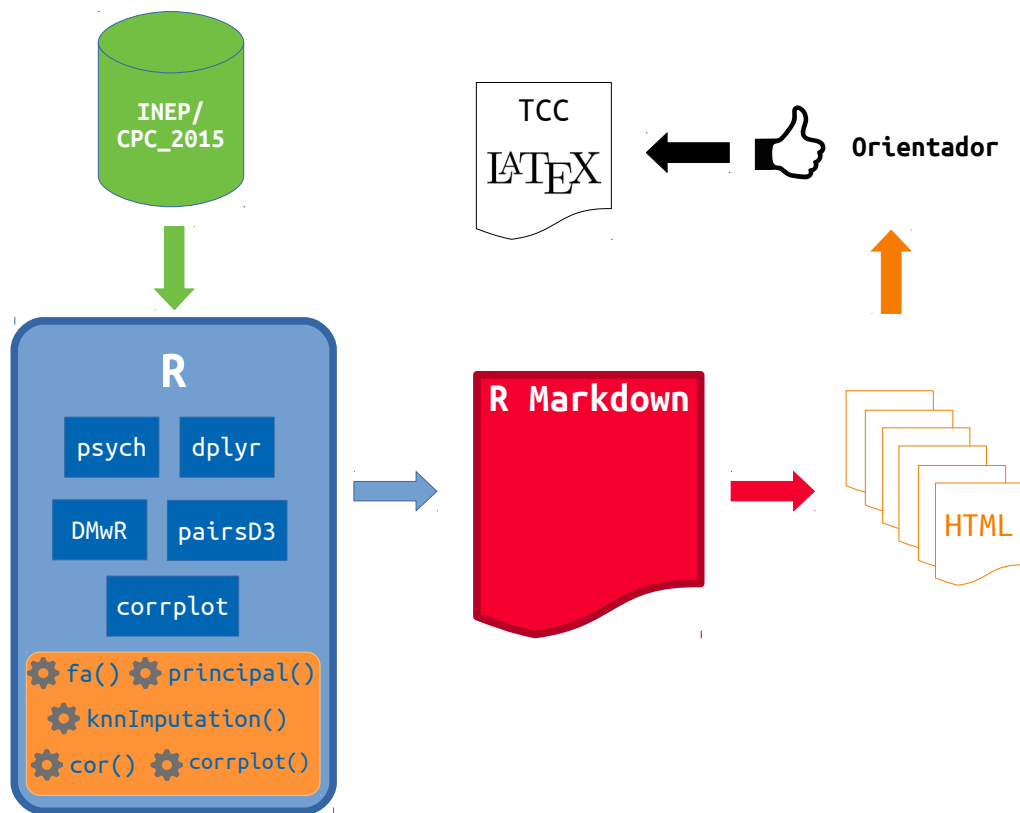 INEP/
CPC_2015
TCC
LATEX
Orientador
R
psych
dplyr
DMwR
pairsD3
corrplot
fa()
principal()
knnImputation()
cor()
corrplot()
R Markdown
HTML